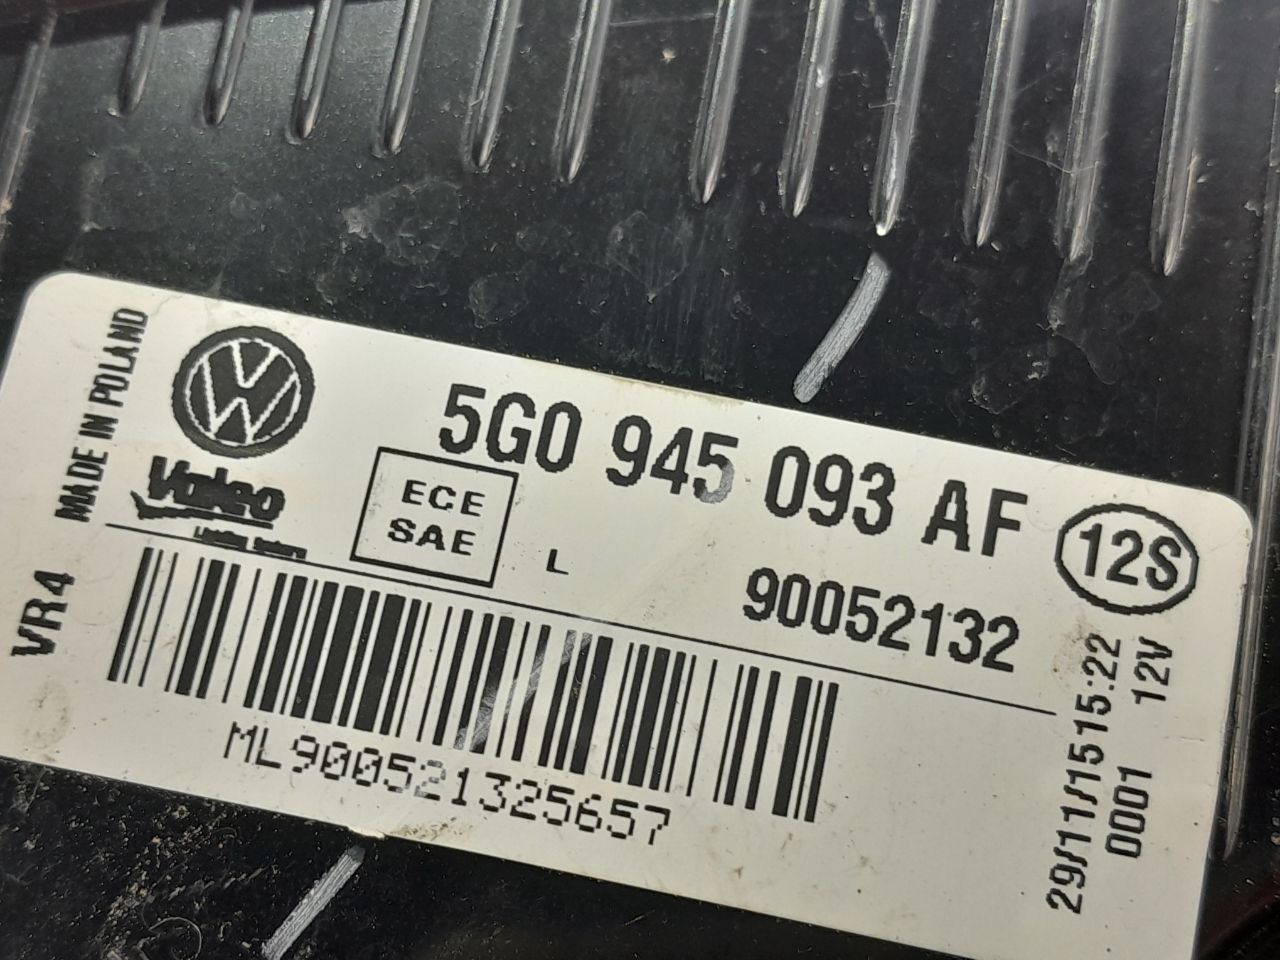 MADE IN POLAND
VW
5G0 945 093 AF
12S
Valeo
ECE
SAE
L
90052132
VR4
ML900521325657
29/11/15 15:22
0001 12V